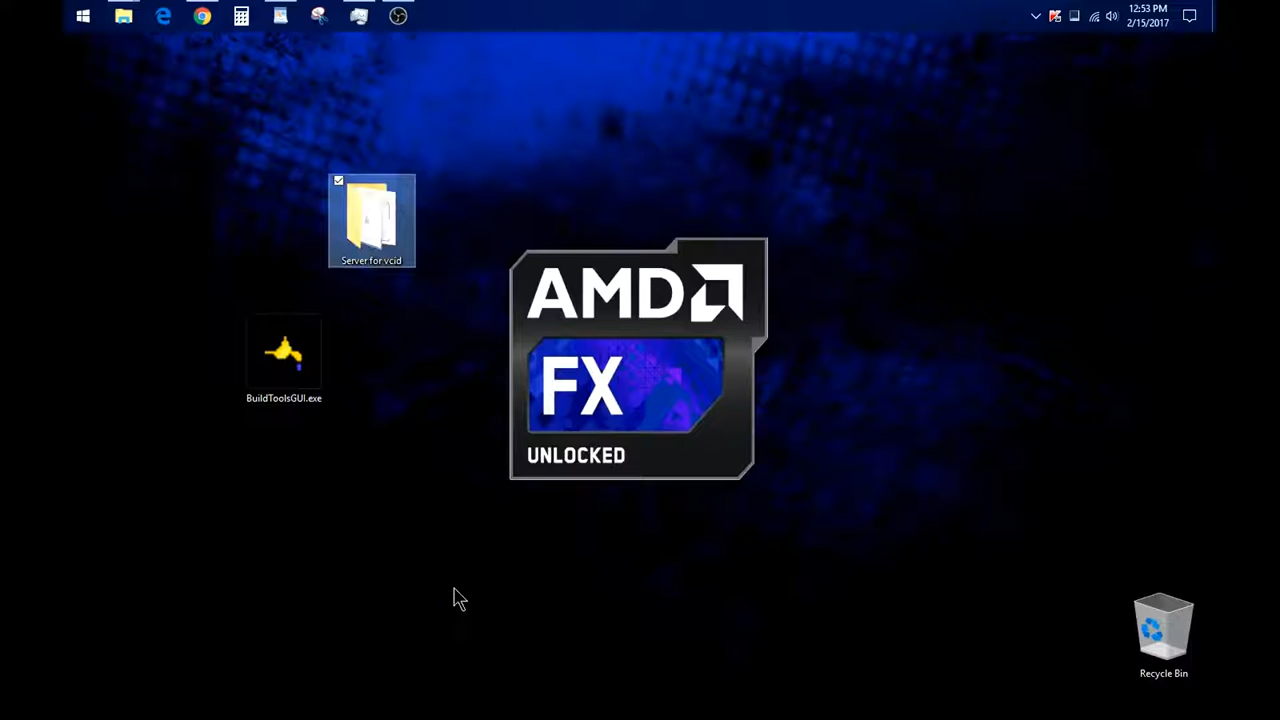 12:53 PM
2/15/2017
Server for vcid
BuildToolsGUI.exe
AMD
FX
UNLOCKED
Recycle Bin